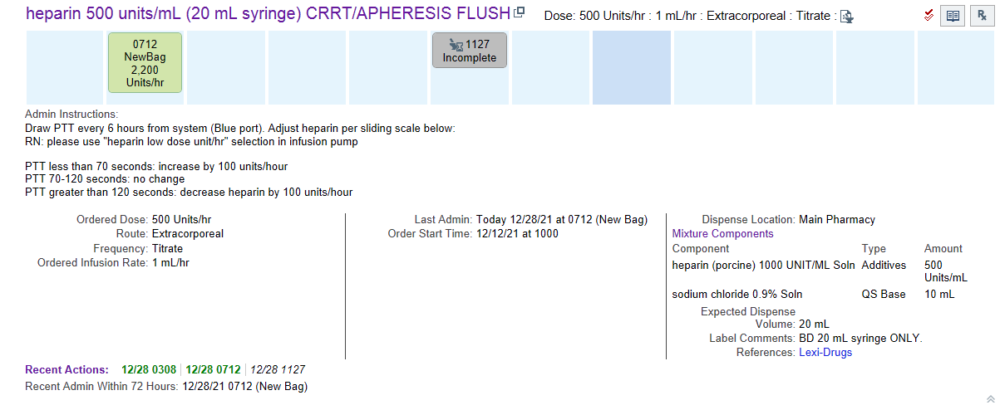 heparin 500 units/mL (20 mL syringe) CRRT/APHERESIS FLUSH Dose: 500 Units/hr : 1 mL/hr : Extracorporeal : Titrate :
0712
NewBag
2,200
Units/hr
1127
Incomplete
Admin Instructions:
Draw PTT every 6 hours from system (Blue port). Adjust heparin per sliding scale below:
RN: please use "heparin low dose unit/hr" selection in infusion pump
PTT less than 70 seconds: increase by 100 units/hour
PTT 70-120 seconds: no change
PTT greater than 120 seconds: decrease heparin by 100 units/hour
Ordered Dose: 500 Units/hr
Route: Extracorporeal
Frequency: Titrate
Ordered Infusion Rate: 1 mL/hr
Last Admin: Today 12/28/21 at 0712 (New Bag)
Order Start Time: 12/12/21 at 1000
Dispense Location: Main Pharmacy
Mixture Components
Component Type Amount
heparin (porcine) 1000 UNIT/ML Soln Additives 500
Units/mL
sodium chloride 0.9% Soln QS Base 10 mL
Expected Dispense
Volume: 20 mL
Label Comments: BD 20 mL syringe ONLY.
References: Lexi-Drugs
Recent Actions: 12/28 0308 12/28 0712 12/28 1127
Recent Admin Within 72 Hours: 12/28/21 0712 (New Bag)